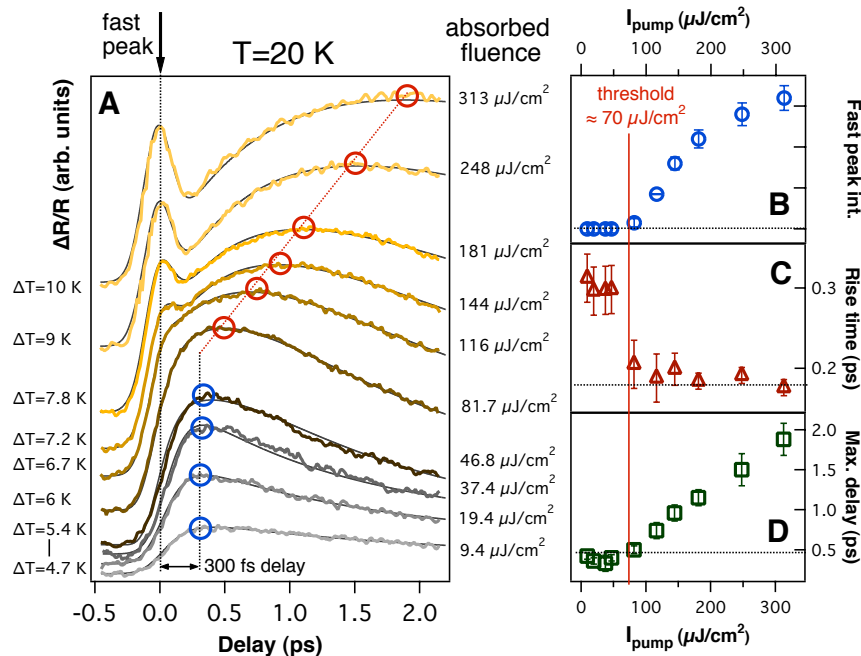 fast
peak
T=20 K
absorbed
fluence
A
ΔR/R (arb. units)
313 μJ/cm²
248 μJ/cm²
181 μJ/cm²
144 μJ/cm²
116 μJ/cm²
81.7 μJ/cm²
46.8 μJ/cm²
37.4 μJ/cm²
19.4 μJ/cm²
9.4 μJ/cm²
ΔT=10 K
ΔT=9 K
ΔT=7.8 K
ΔT=7.2 K
ΔT=6.7 K
ΔT=6 K
ΔT=5.4 K
ΔT=4.7 K
300 fs delay
-0.5 0.0 0.5 1.0 1.5 2.0
Delay (ps)
I_pump (μJ/cm²)
0 100 200 300
threshold
≈ 70 μJ/cm²
B
Fast peak int.
C
0.3
0.2
Rise time (ps)
D
2.0
1.5
1.0
0.5
Max. delay (ps)
0 100 200 300
I_pump (μJ/cm²)